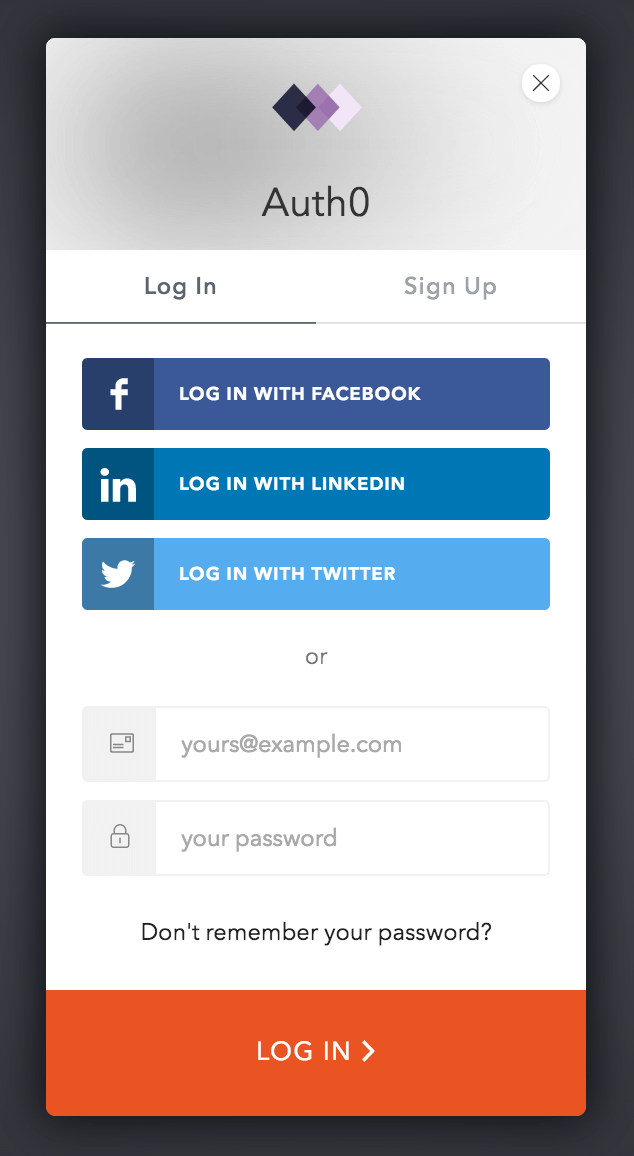 Auth0
Log In
Sign Up
LOG IN WITH FACEBOOK
LOG IN WITH LINKEDIN
LOG IN WITH TWITTER
or
yours@example.com
your password
Don't remember your password?
LOG IN